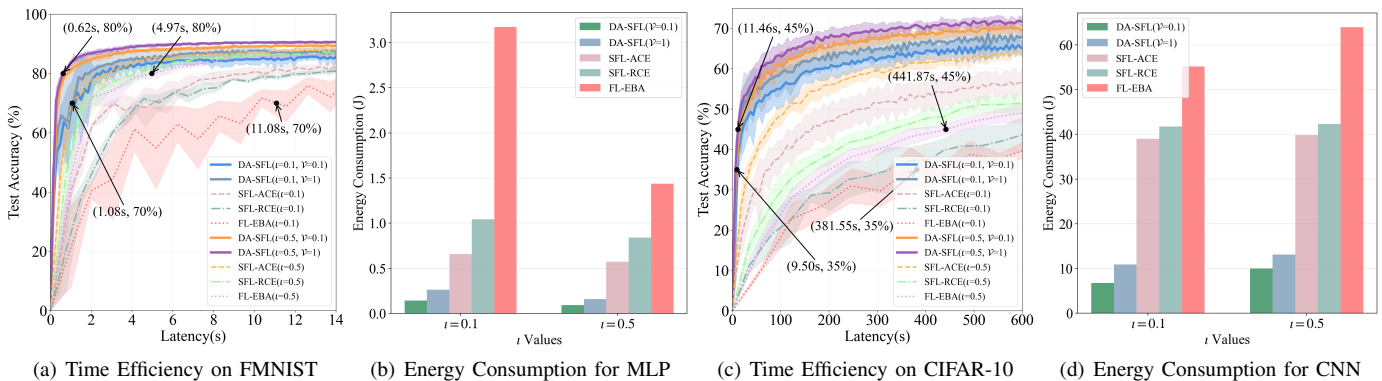 (0.62s, 80%)
(4.97s, 80%)
(1.08s, 70%)
(11.08s, 70%)
Test Accuracy (%)
100
80
60
40
20
0
0 2 4 6 8 10 12 14
Latency(s)
DA-SFL(ι=0.1, 𝒱=0.1)
DA-SFL(ι=0.1, 𝒱=1)
SFL-ACE(ι=0.1)
SFL-RCE(ι=0.1)
FL-EBA(ι=0.1)
DA-SFL(ι=0.5, 𝒱=0.1)
DA-SFL(ι=0.5, 𝒱=1)
SFL-ACE(ι=0.5)
SFL-RCE(ι=0.5)
FL-EBA(ι=0.5)
(a) Time Efficiency on FMNIST
Energy Consumption (J)
3.0
2.5
2.0
1.5
1.0
0.5
0.0
DA-SFL(𝒱=0.1)
DA-SFL(𝒱=1)
SFL-ACE
SFL-RCE
FL-EBA
ι = 0.1 ι = 0.5
ι Values
(b) Energy Consumption for MLP
(11.46s, 45%)
(441.87s, 45%)
(381.55s, 35%)
(9.50s, 35%)
Test Accuracy (%)
70
60
50
40
30
20
10
0
0 100 200 300 400 500 600
Latency(s)
DA-SFL(ι=0.1, 𝒱=0.1)
DA-SFL(ι=0.1, 𝒱=1)
SFL-ACE(ι=0.1)
SFL-RCE(ι=0.1)
FL-EBA(ι=0.1)
DA-SFL(ι=0.5, 𝒱=0.1)
DA-SFL(ι=0.5, 𝒱=1)
SFL-ACE(ι=0.5)
SFL-RCE(ι=0.5)
FL-EBA(ι=0.5)
(c) Time Efficiency on CIFAR-10
Energy Consumption (J)
60
50
40
30
20
10
0
DA-SFL(𝒱=0.1)
DA-SFL(𝒱=1)
SFL-ACE
SFL-RCE
FL-EBA
ι = 0.1 ι = 0.5
ι Values
(d) Energy Consumption for CNN